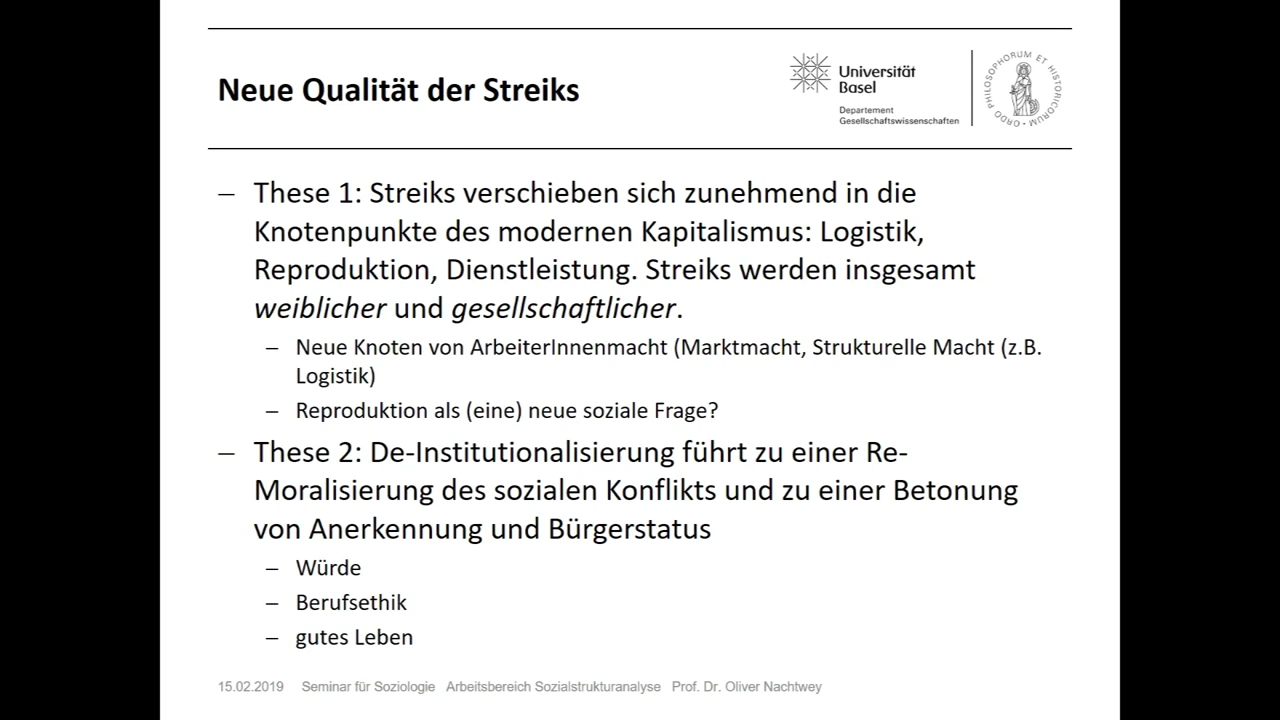 Neue Qualität der Streiks
Universität
Basel
Departement
Gesellschaftswissenschaften
ORDO PHILOSOPHORUM ET HISTORICORUM
– These 1: Streiks verschieben sich zunehmend in die
Knotenpunkte des modernen Kapitalismus: Logistik,
Reproduktion, Dienstleistung. Streiks werden insgesamt
weiblicher und gesellschaftlicher.
– Neue Knoten von ArbeiterInnenmacht (Marktmacht, Strukturelle Macht (z.B.
Logistik)
– Reproduktion als (eine) neue soziale Frage?
– These 2: De-Institutionalisierung führt zu einer Re-
Moralisierung des sozialen Konflikts und zu einer Betonung
von Anerkennung und Bürgerstatus
– Würde
– Berufsethik
– gutes Leben
15.02.2019 Seminar für Soziologie Arbeitsbereich Sozialstrukturanalyse Prof. Dr. Oliver Nachtwey